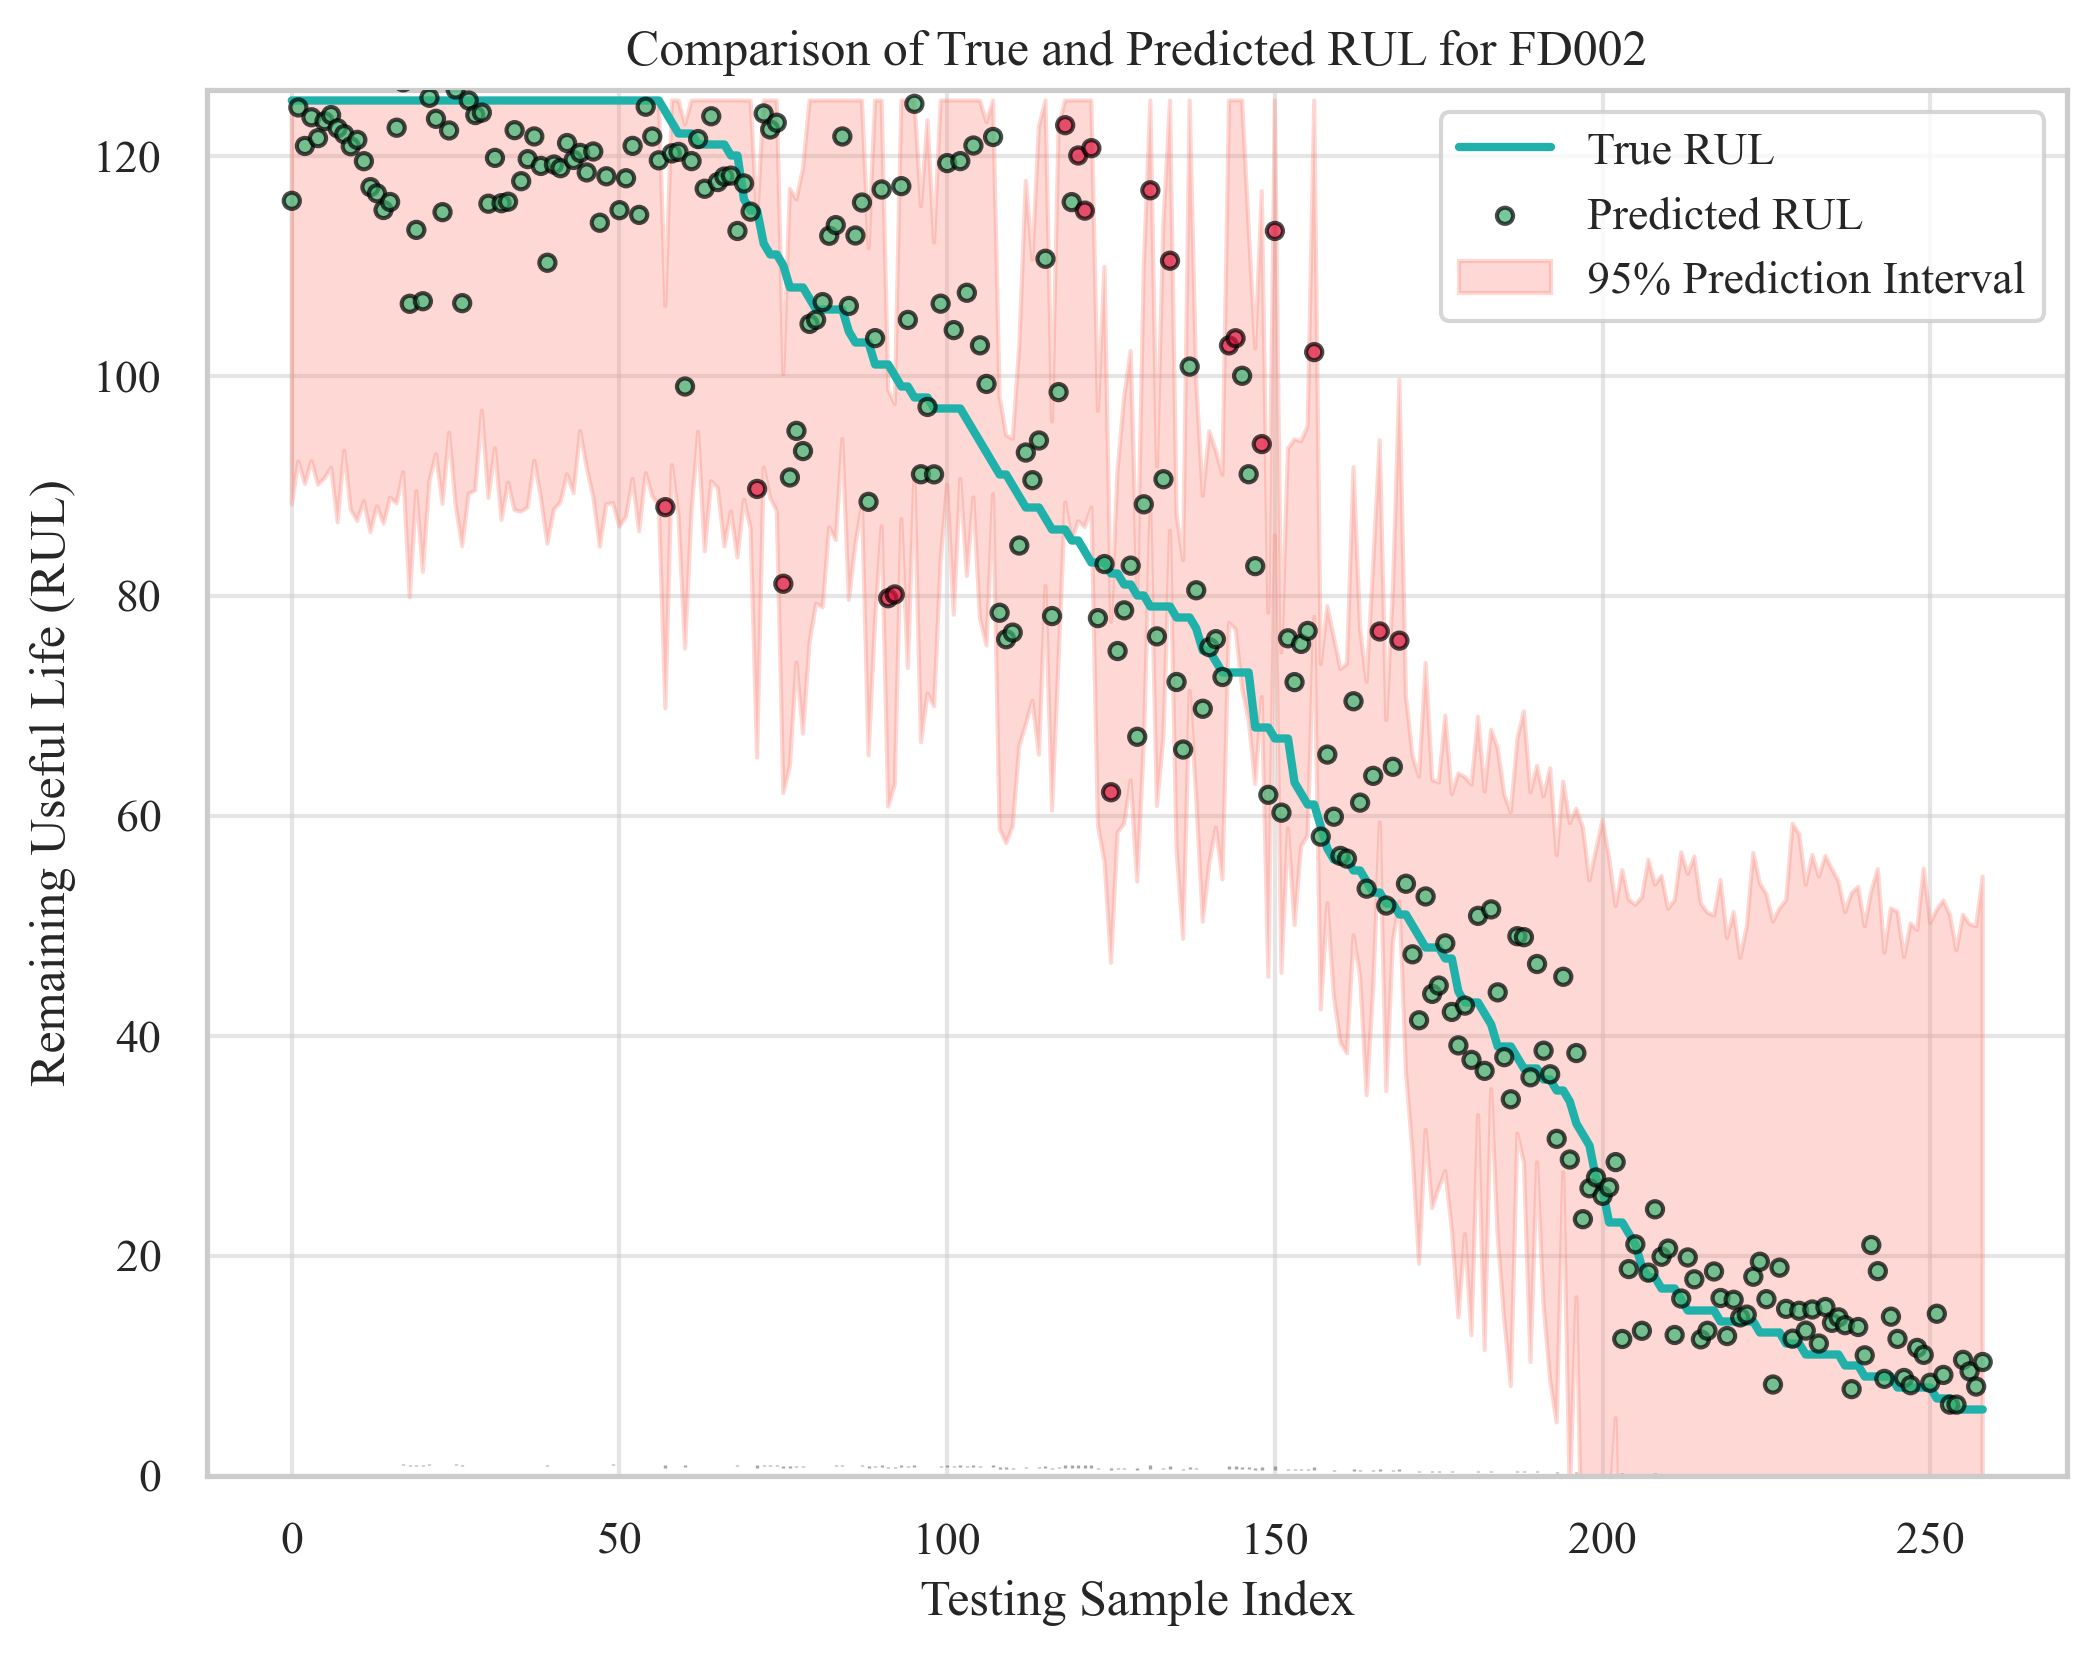 Comparison of True and Predicted RUL for FD002
True RUL
Predicted RUL
95% Prediction Interval
Remaining Useful Life (RUL)
120
100
80
60
40
20
0
0 50 100 150 200 250
Testing Sample Index